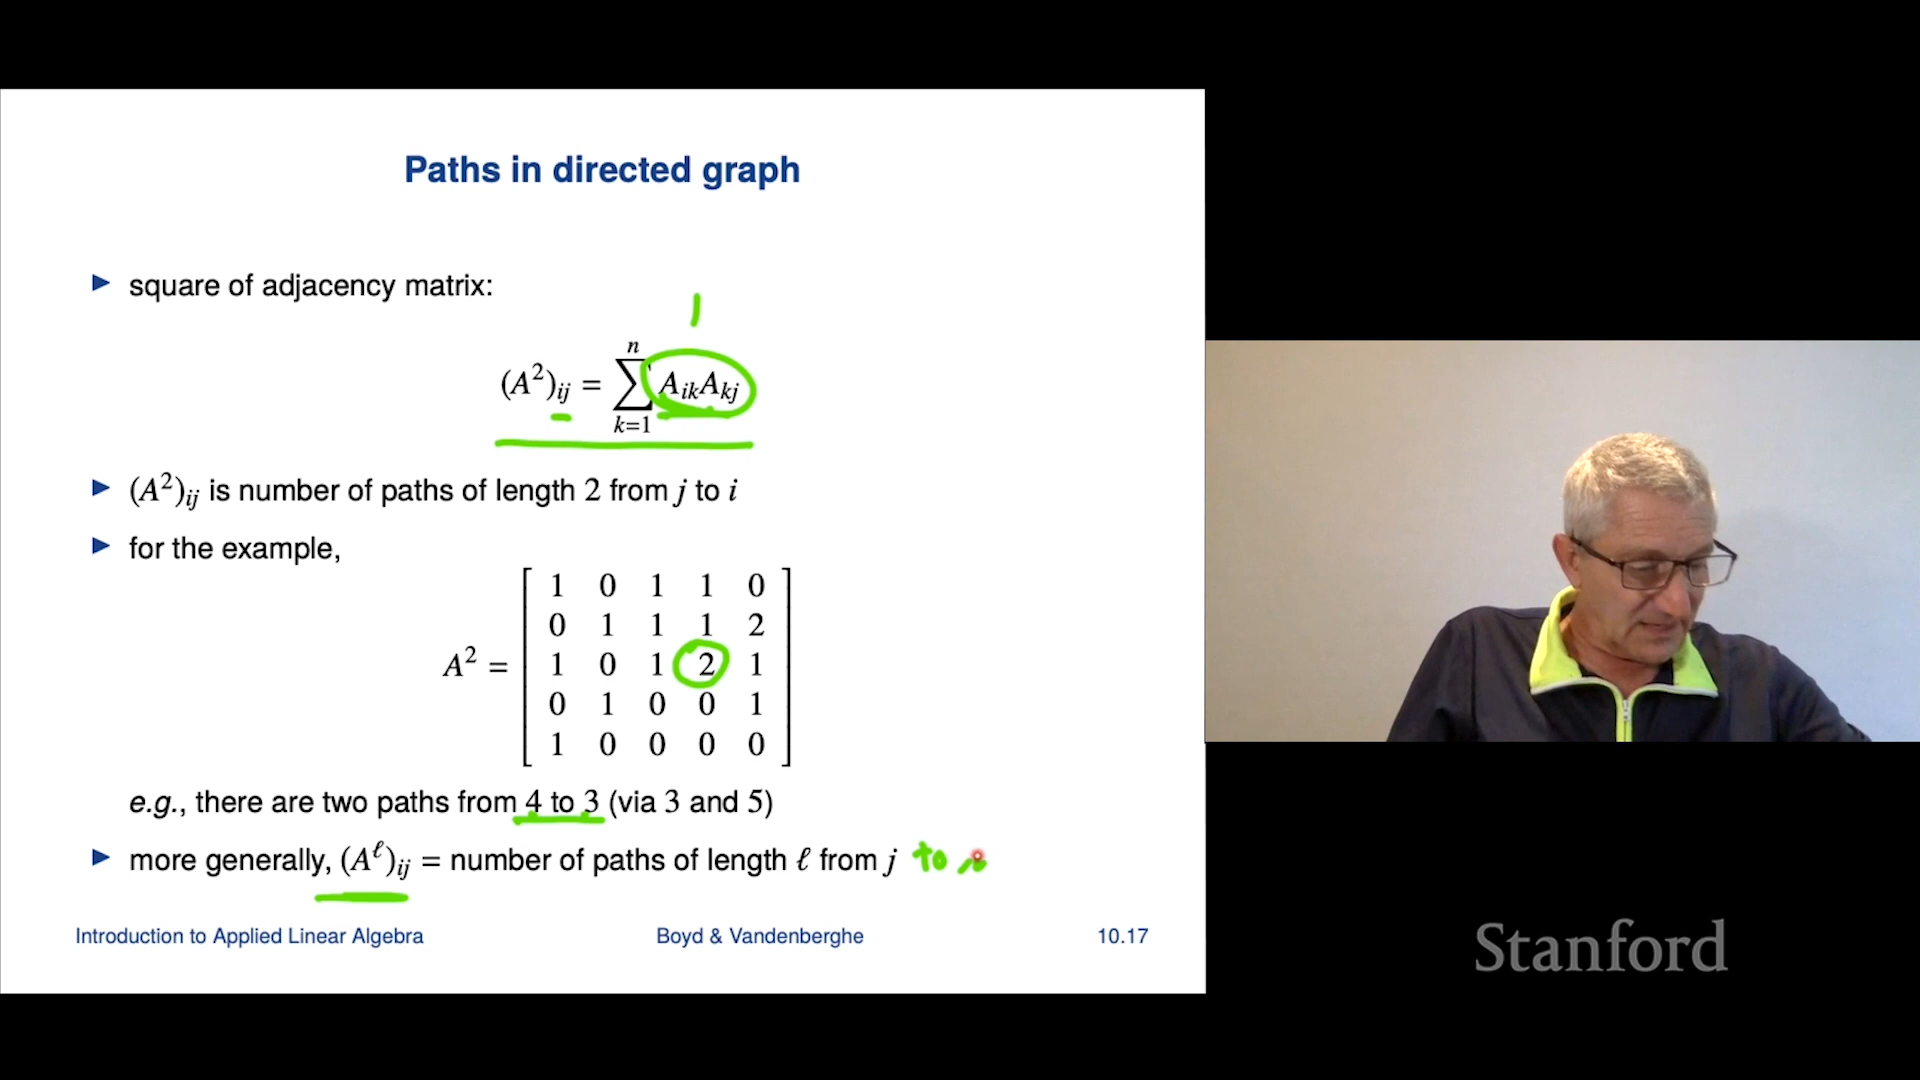 Paths in directed graph
▶ square of adjacency matrix:
1
(A²)ᵢⱼ = ∑ₖ₌₁ⁿ AᵢₖAₖⱼ
▶ (A²)ᵢⱼ is number of paths of length 2 from j to i
▶ for the example,
1 0 1 1 0
0 1 1 1 2
A² = 1 0 1 2 1
0 1 0 0 1
1 0 0 0 0
e.g., there are two paths from 4 to 3 (via 3 and 5)
▶ more generally, (A^ℓ)ᵢⱼ = number of paths of length ℓ from j to
Introduction to Applied Linear Algebra Boyd & Vandenberghe 10.17
Stanford